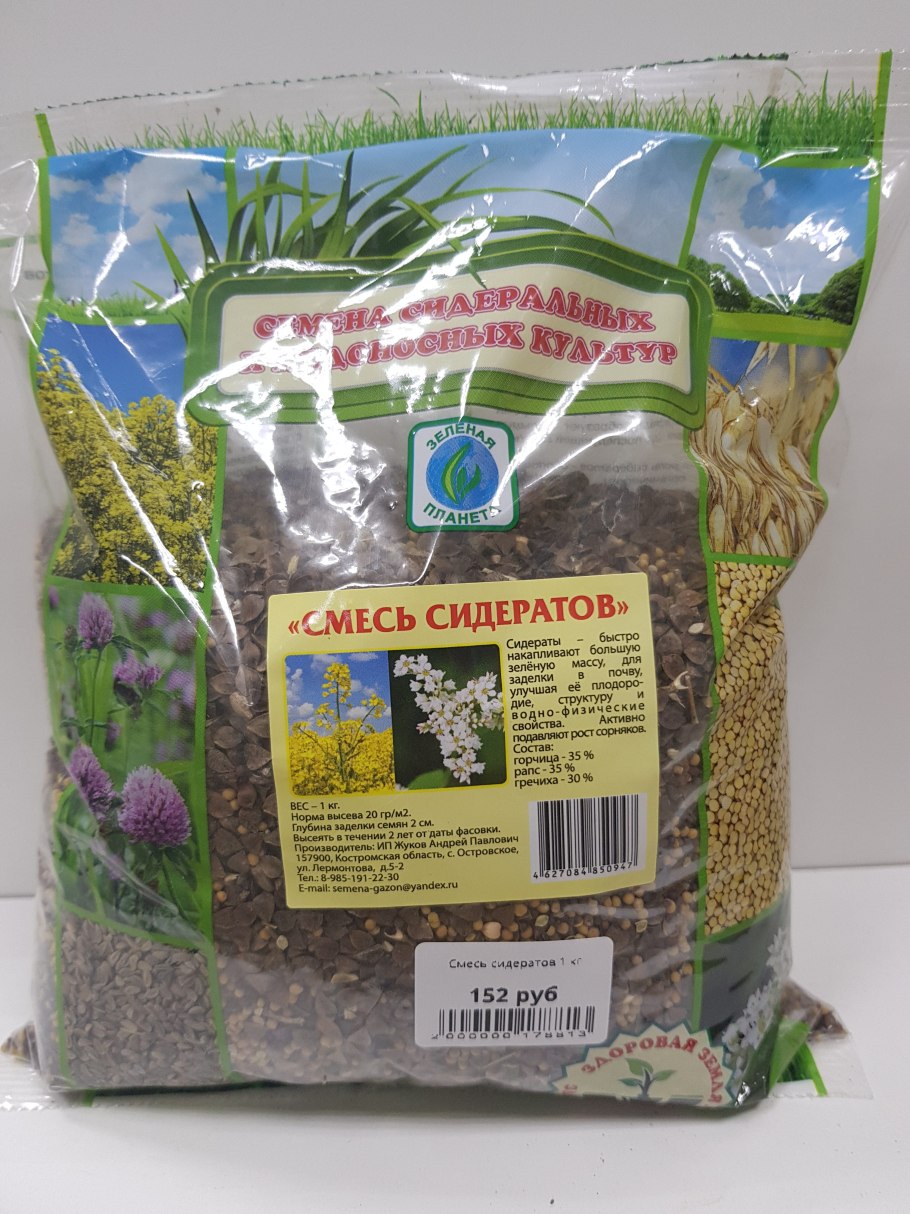 СЕМЕНА СИДЕРАЛЬНЫХ
КУЛЬТУР
ЗЕЛЁНАЯ
ПЛАНЕТА
«СМЕСЬ СИДЕРАТОВ»
Сидераты – быстро
накапливают большую
зелёную массу, для
заделки в почву,
улучшая её плодоро-
дие, структуру и
водно-физические
свойства. Активно
подавляют рост сорняков.
Состав:
горчица - 35 %
рапс - 35 %
гречиха - 30 %
ВЕС – 1 кг.
Норма высева 20 гр/м2.
Глубина заделки семян 2 см.
Высеять в течении 2 лет от даты фасовки.
Производитель: ИП Жуков Андрей Павлович
157900, Костромская область, с. Островское,
ул. Лермонтова, д.5-2
Тел.: 8-985-191-22-30
E-mail: semena-gazon@yandex.ru
4 627084 850947
Смесь сидератов 1 кг
152 руб
2000000178813
ЗДОРОВАЯ ЗЕМЛЯ